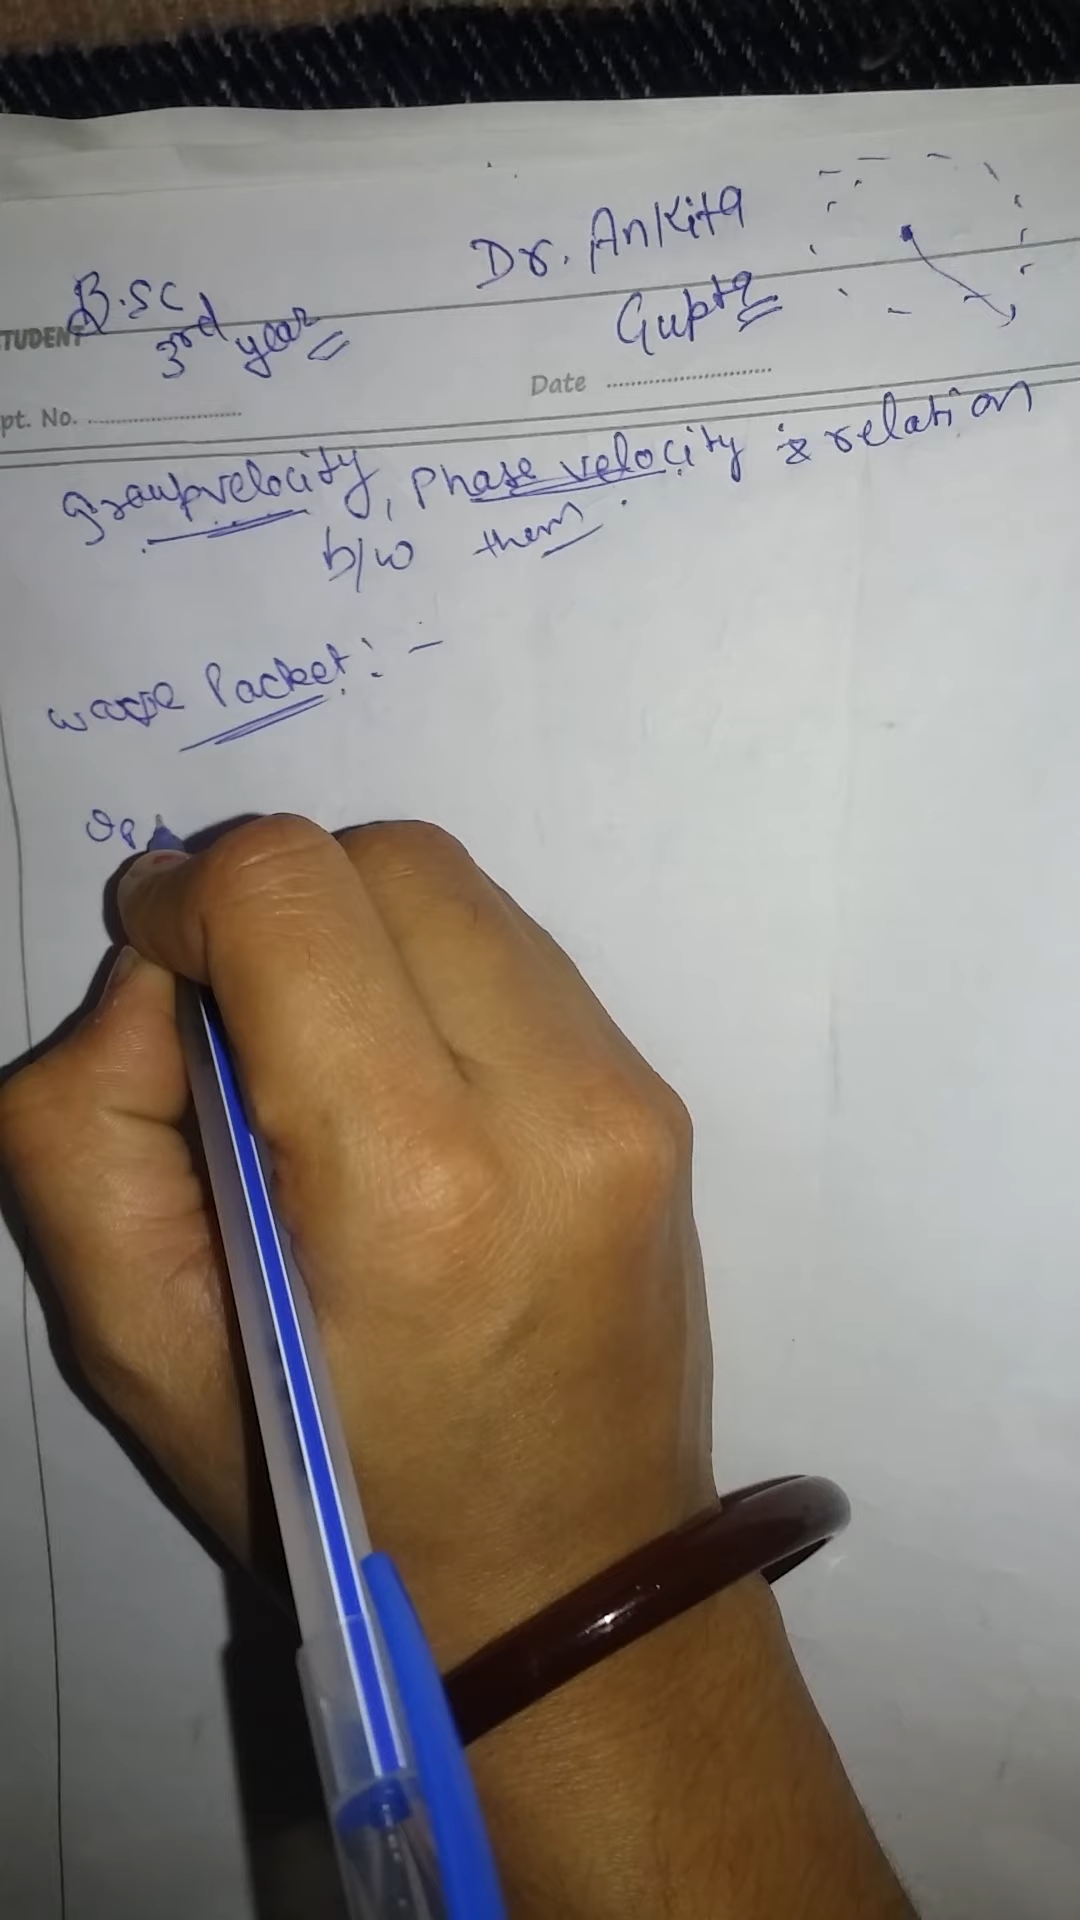 B.SC
3rd year
Dr. Ankita
Gupta
STUDENT
pt. No. ........................
Date ........................
groupvelocity, Phase velocity & relation
b/w them.
wave Packet: -